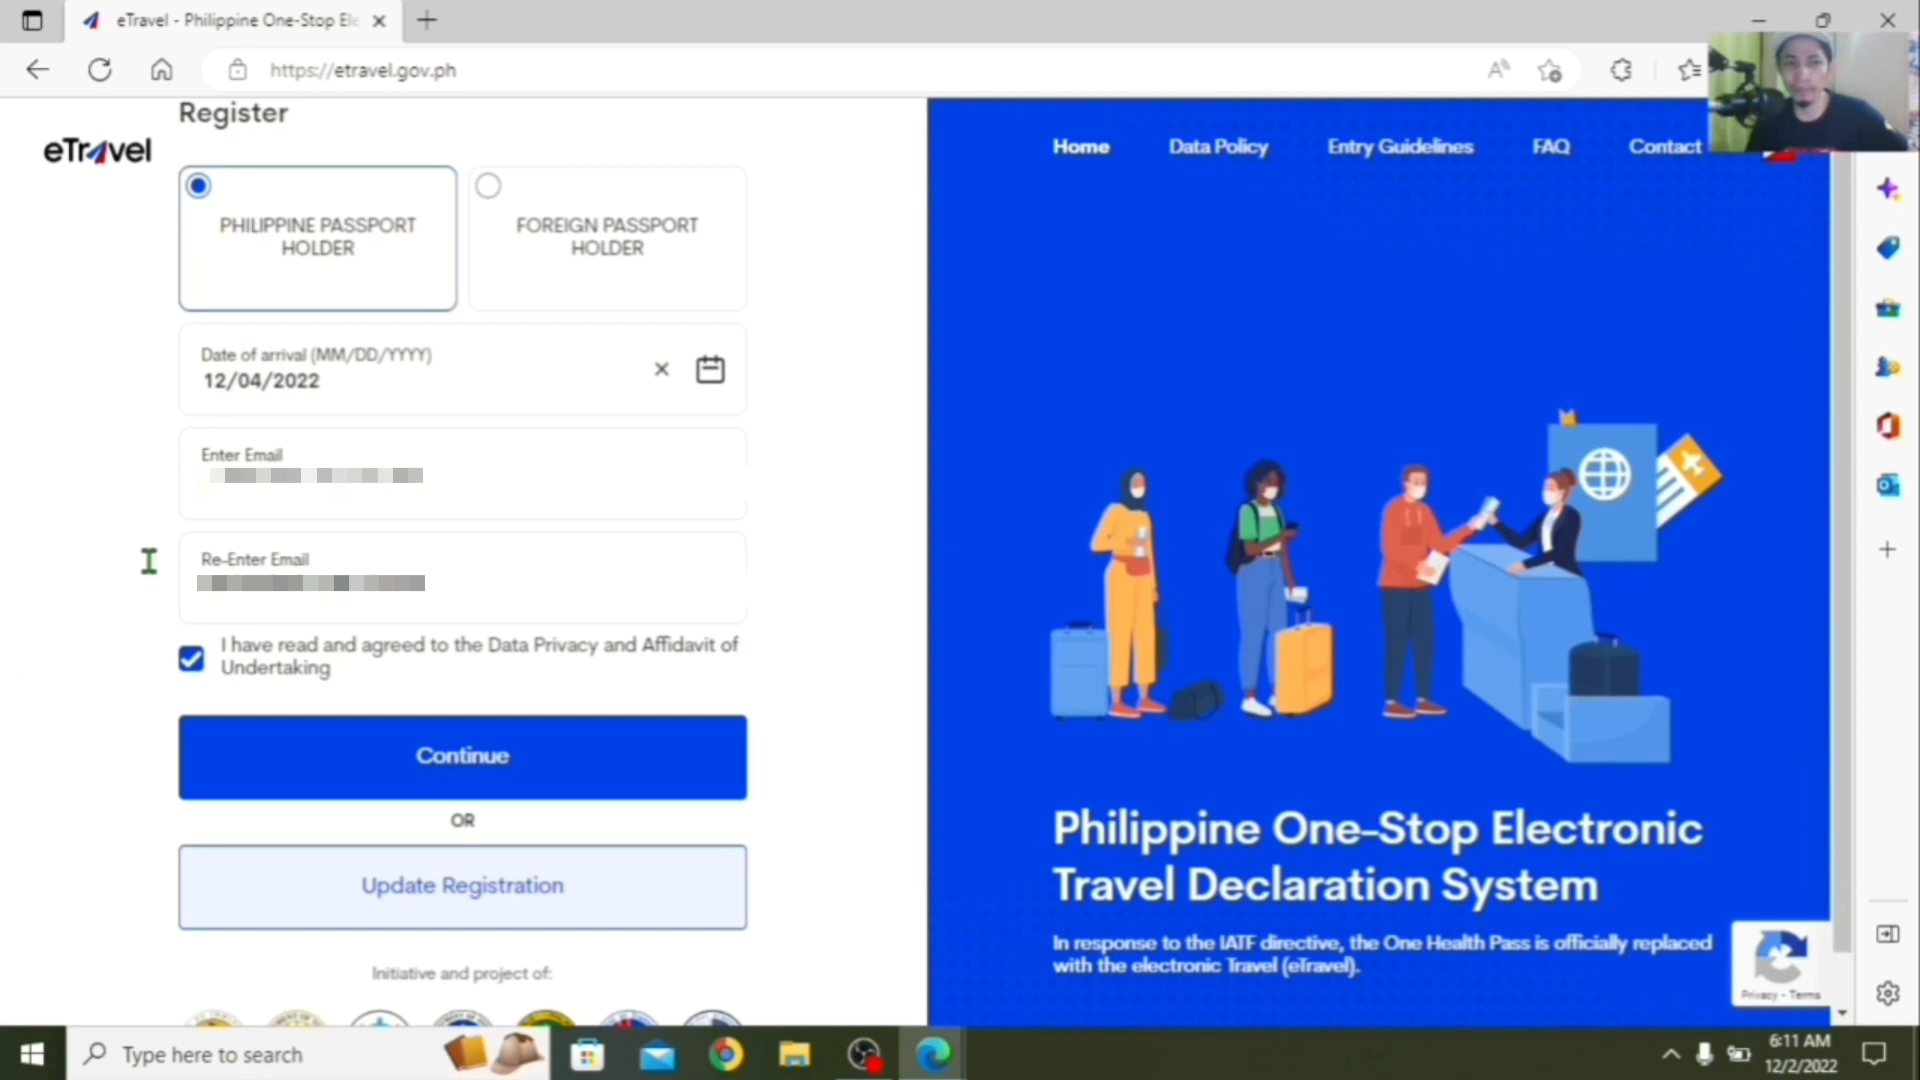 eTravel - Philippine One-Stop Ele
https://etravel.gov.ph
Register
eTravel
Home
Data Policy
Entry Guidelines
FAQ
Contact
PHILIPPINE PASSPORT
HOLDER
FOREIGN PASSPORT
HOLDER
Date of arrival (MM/DD/YYYY)
12/04/2022
Enter Email
Re-Enter Email
I have read and agreed to the Data Privacy and Affidavit of
Undertaking
Continue
OR
Update Registration
Initiative and project of:
Philippine One-Stop Electronic
Travel Declaration System
In response to the IATF directive, the One Health Pass is officially replaced
with the electronic Travel (eTravel).
Privacy - Terms
Type here to search
6:11 AM
12/2/2022